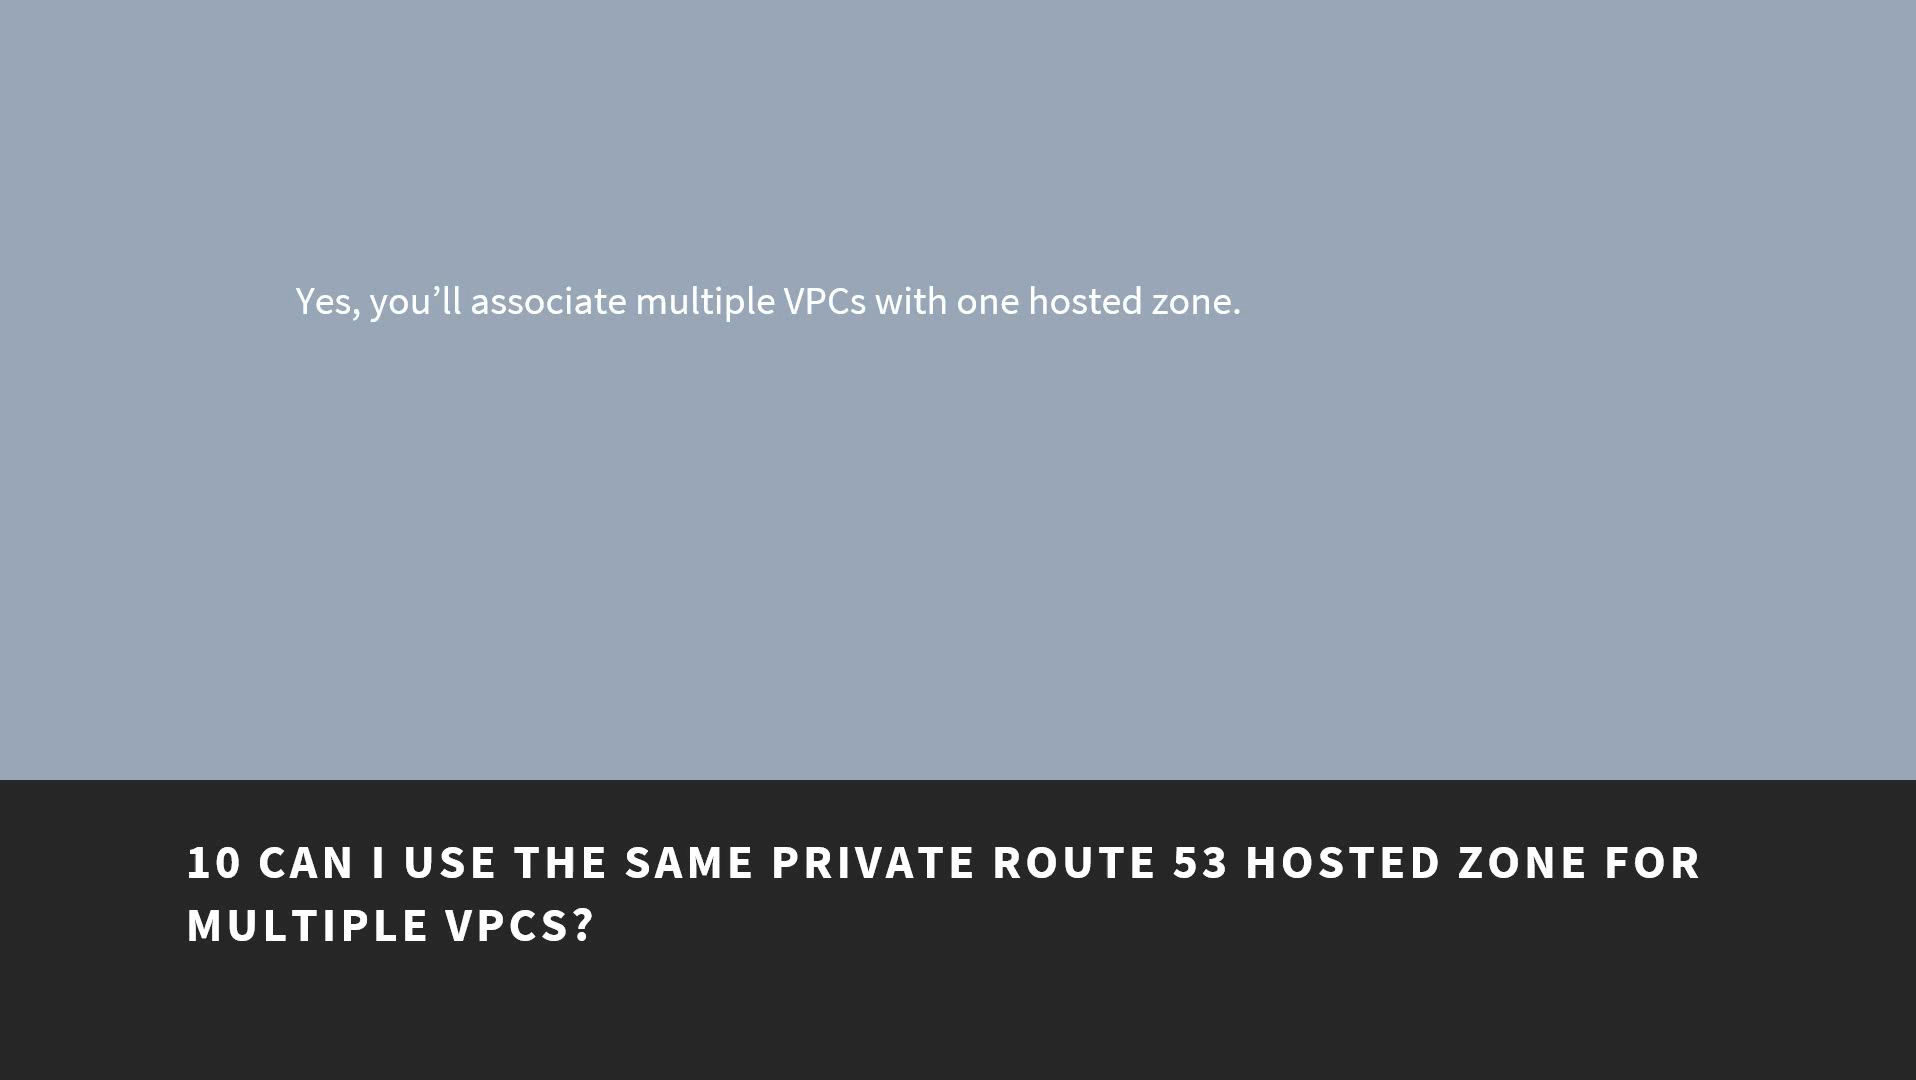 Yes, you’ll associate multiple VPCs with one hosted zone.
10 CAN I USE THE SAME PRIVATE ROUTE 53 HOSTED ZONE FOR
MULTIPLE VPCS?